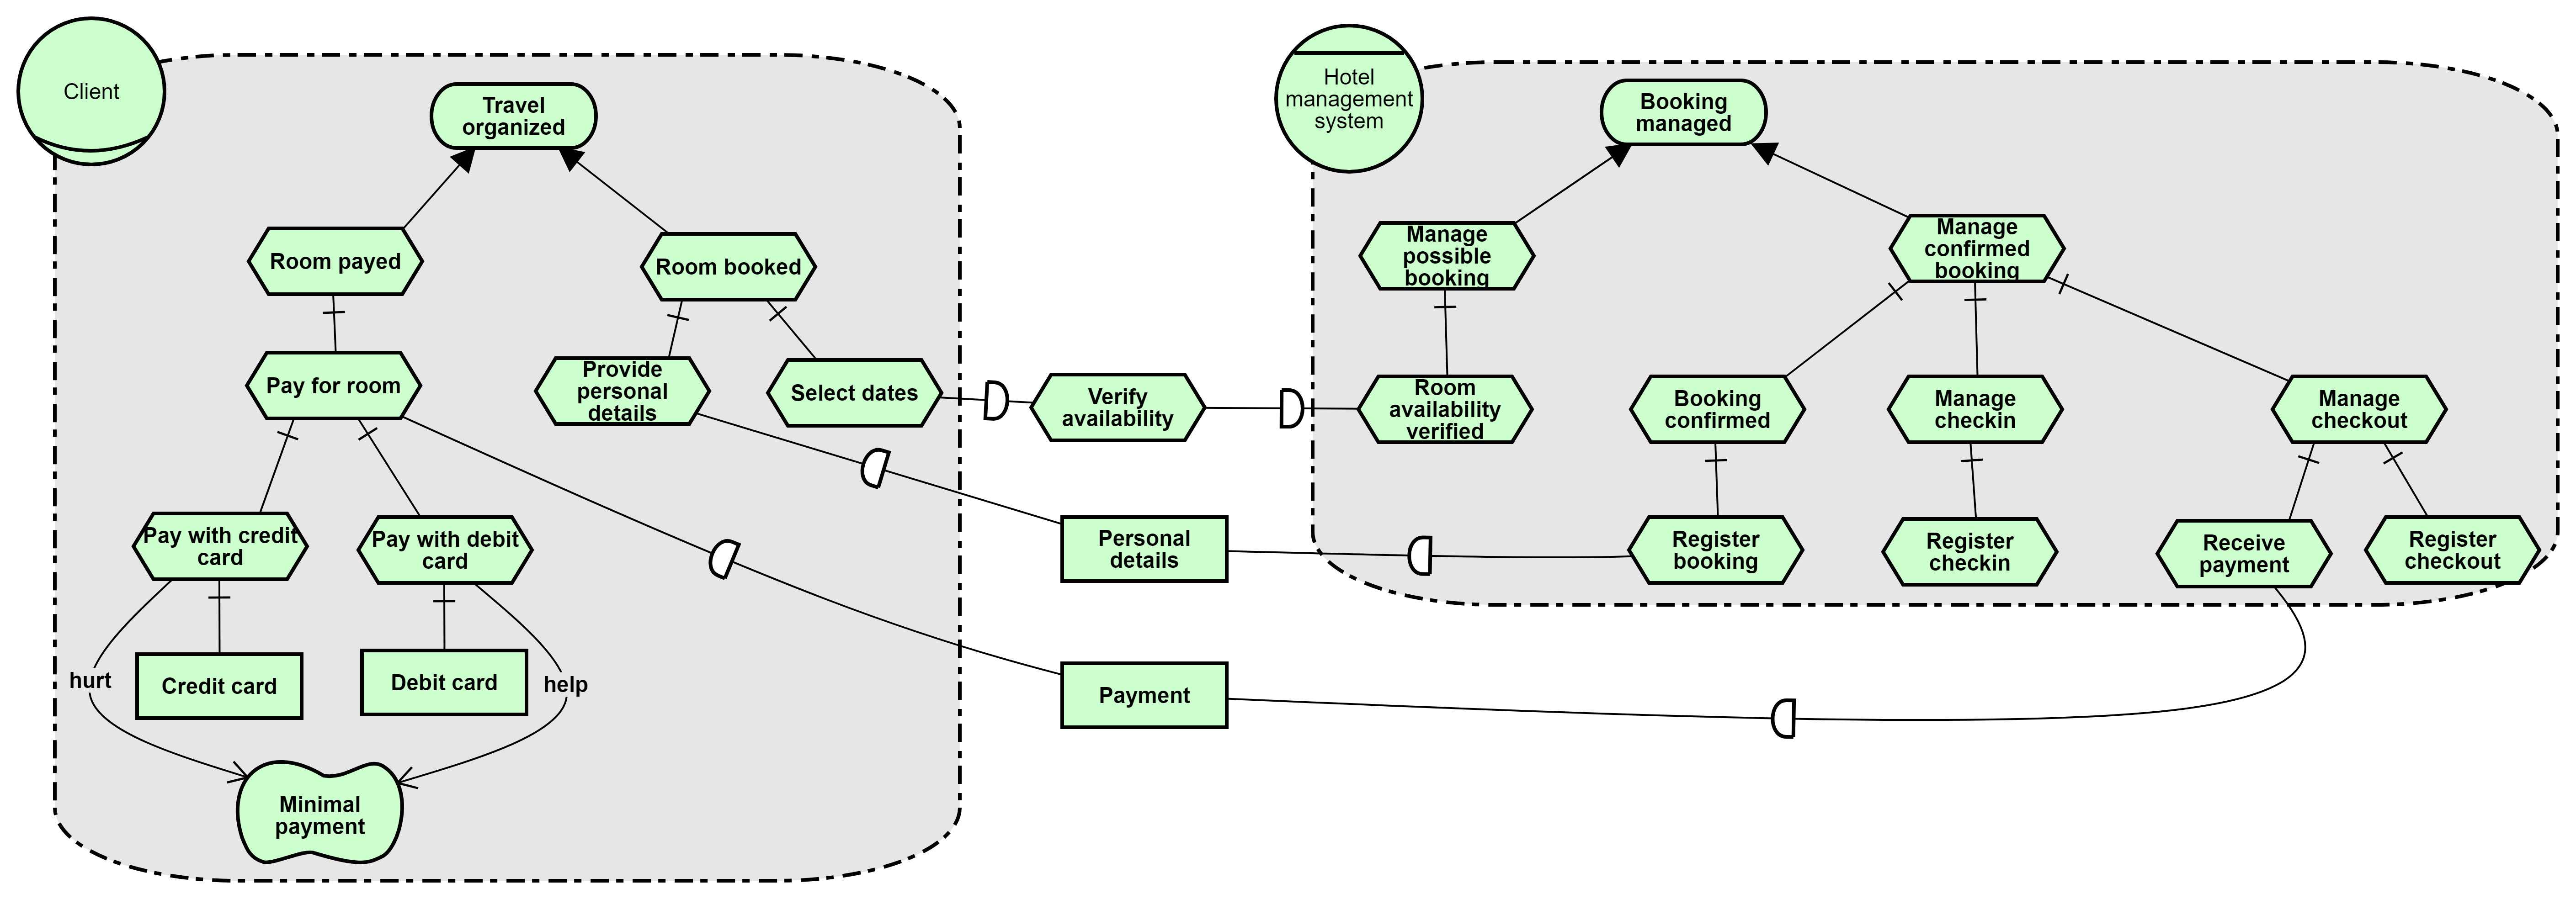 Client
Travel
organized
Room payed
Room booked
Pay for room
Provide
personal
details
Select dates
Pay with credit
card
Pay with debit
card
hurt
Credit card
Debit card
help
Minimal
payment
Verify
availability
Personal
details
Payment
Hotel
management
system
Booking
managed
Manage
possible
booking
Manage
confirmed
booking
Room
availability
verified
Booking
confirmed
Manage
checkin
Manage
checkout
Register
booking
Register
checkin
Receive
payment
Register
checkout